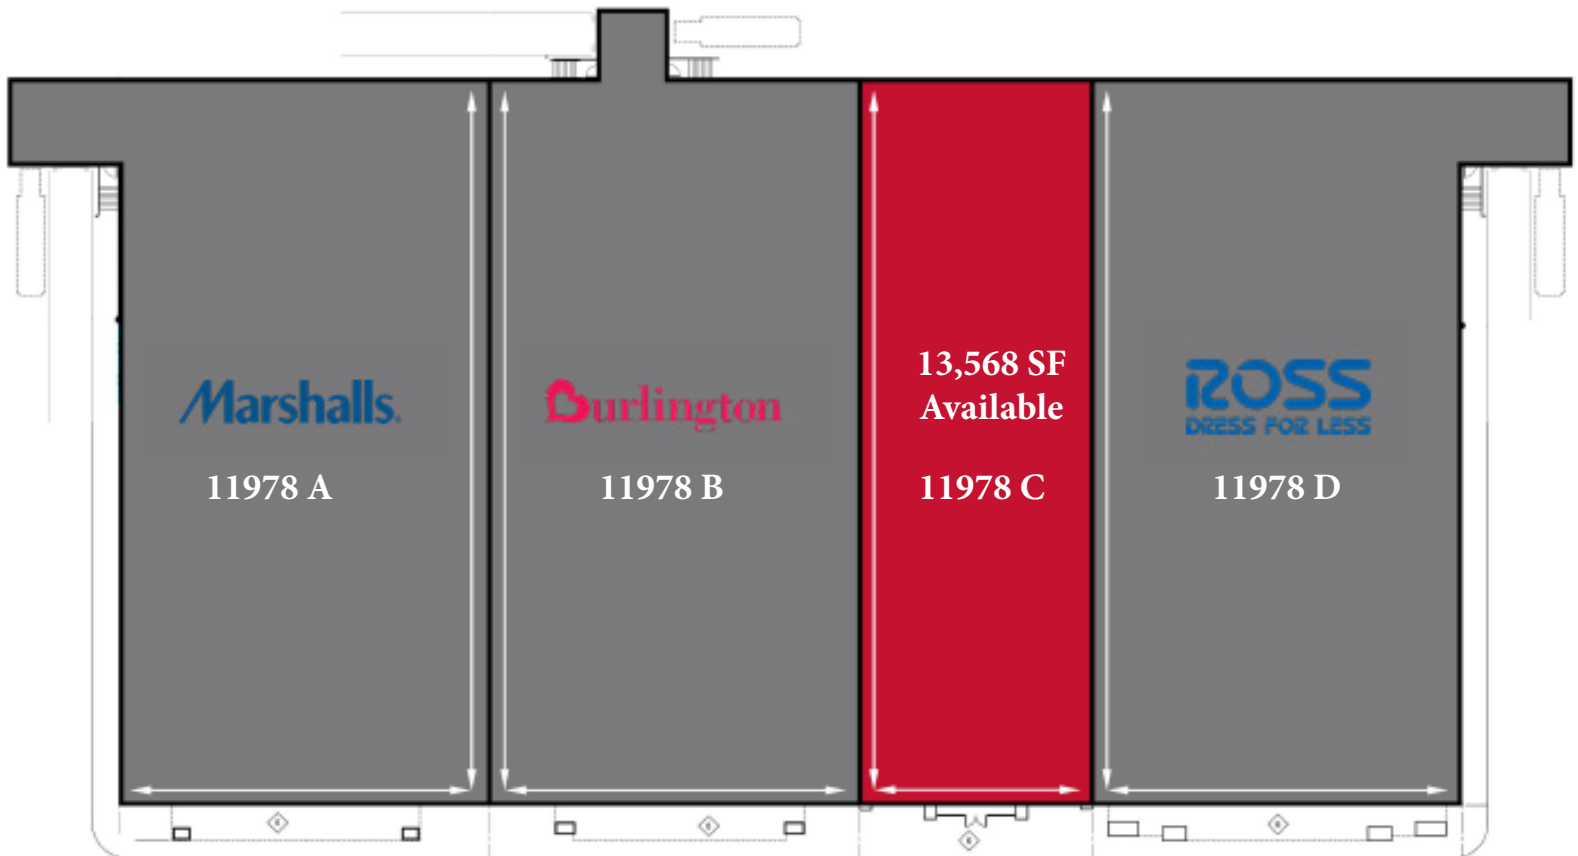 Marshalls.
11978 A
Burlington
11978 B
13,568 SF
Available
11978 C
ROSS
DRESS FOR LESS
11978 D